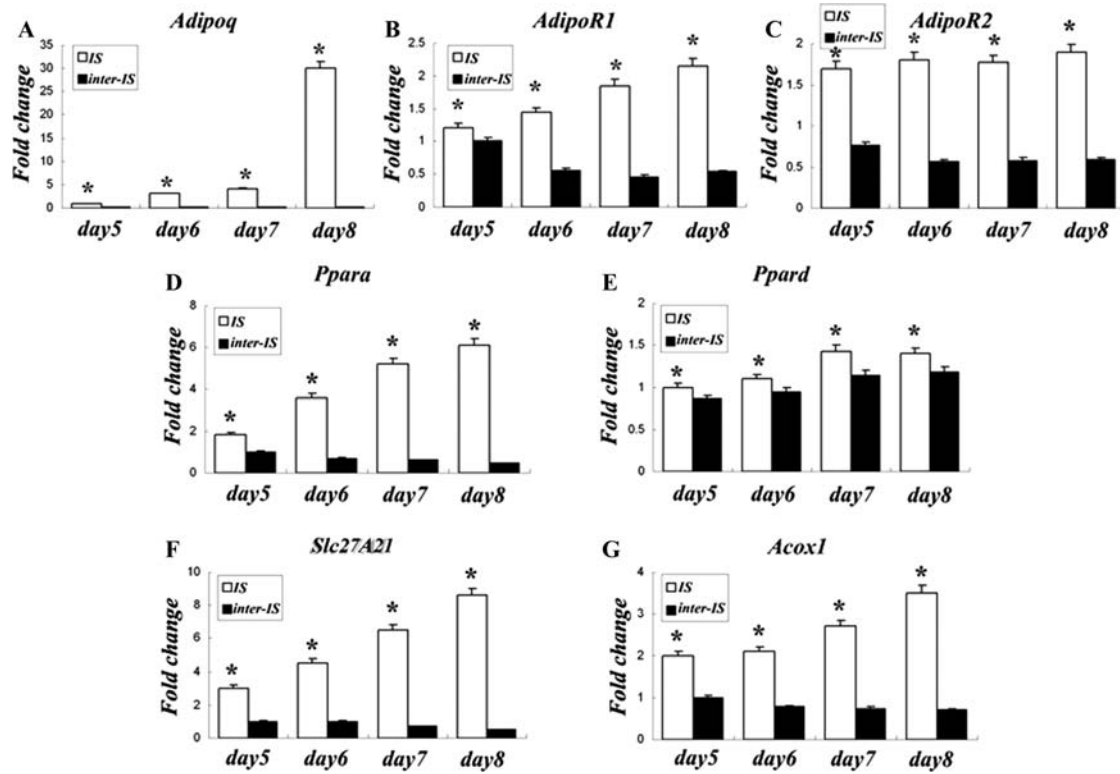 A
Adipoq
Fold change
35
30
25
20
15
10
5
0
IS
inter-IS
*
*
*
*
day5 day6 day7 day8
B
AdipoR1
Fold change
2.5
2
1.5
1
0.5
0
IS
inter-IS
*
*
*
*
day5 day6 day7 day8
C
AdipoR2
Fold change
2
1.5
1
0.5
0
IS
inter-IS
*
*
*
*
day5 day6 day7 day8
D
Ppara
Fold change
8
6
4
2
0
IS
inter-IS
*
*
*
*
day5 day6 day7 day8
E
Ppard
Fold change
2
1.5
1
0.5
0
IS
inter-IS
*
*
*
*
day5 day6 day7 day8
F
Fold change
10
8
6
4
2
0
IS
inter-IS
*
*
*
*
day5 day6 day7 day8
G
Acox1
Fold change
4
3
2
1
0
IS
inter-IS
*
*
*
*
day5 day6 day7 day8